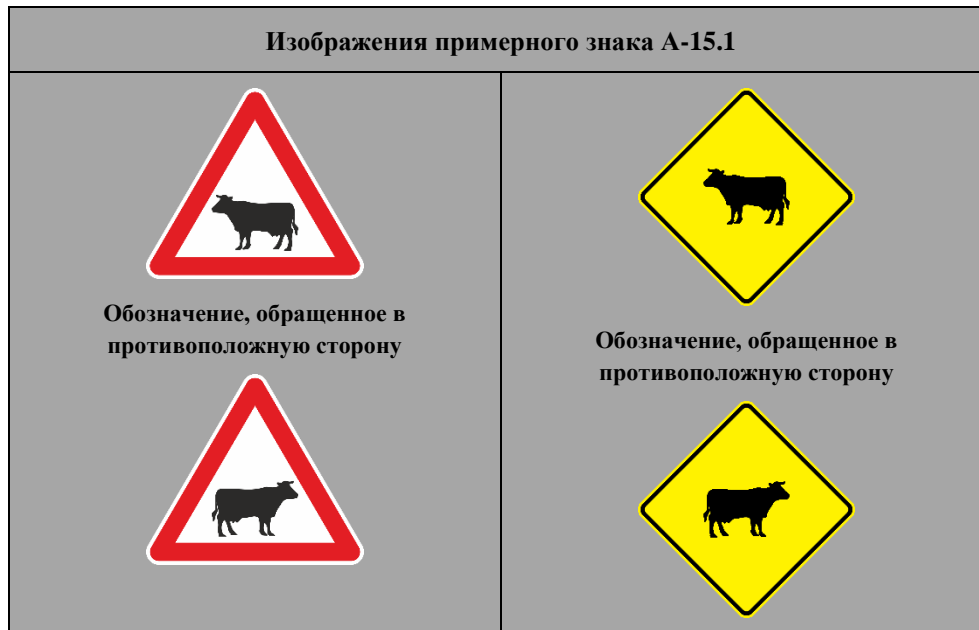 Изображения примерного знака A-15.1
Обозначение, обращенное в
противоположную сторону
Обозначение, обращенное в
противоположную сторону